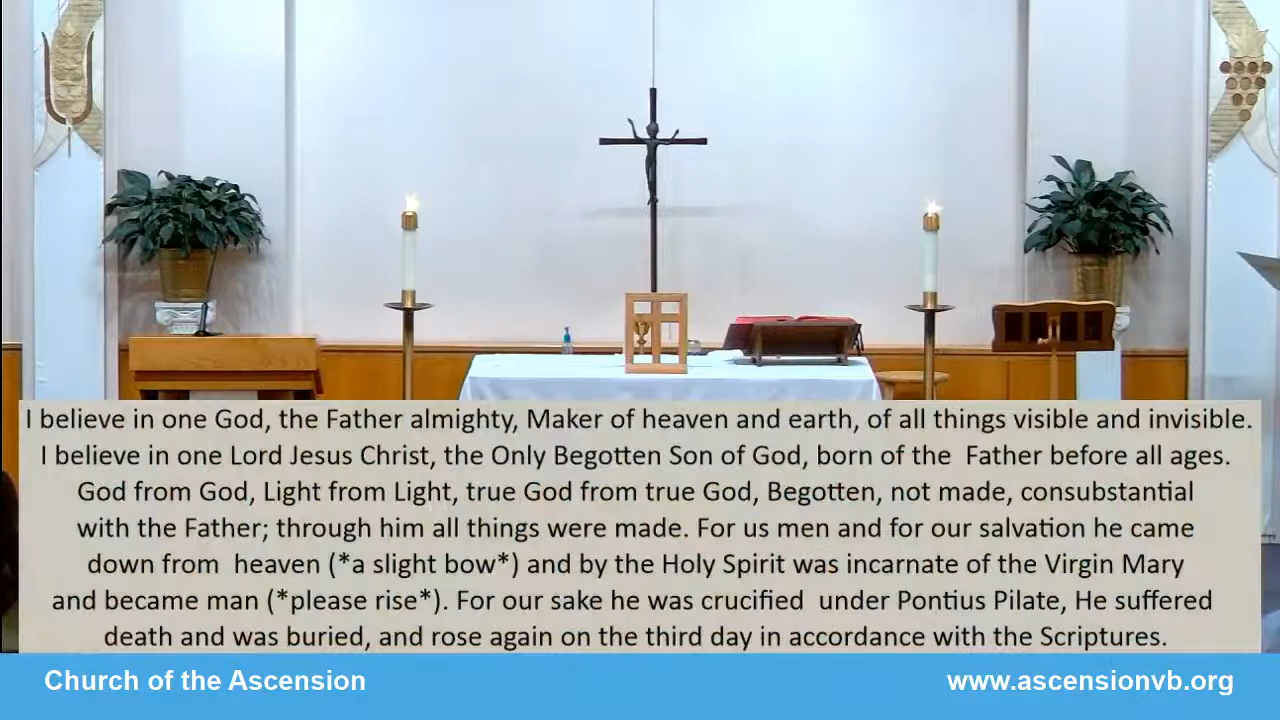 I believe in one God, the Father almighty, Maker of heaven and earth, of all things visible and invisible.
I believe in one Lord Jesus Christ, the Only Begotten Son of God, born of the  Father before all ages.
God from God, Light from Light, true God from true God, Begotten, not made, consubstantial
with the Father; through him all things were made. For us men and for our salvation he came
down from  heaven (*a slight bow*) and by the Holy Spirit was incarnate of the Virgin Mary
and became man (*please rise*). For our sake he was crucified  under Pontius Pilate, He suffered
death and was buried, and rose again on the third day in accordance with the Scriptures.
Church of the Ascension
www.ascensionvb.org